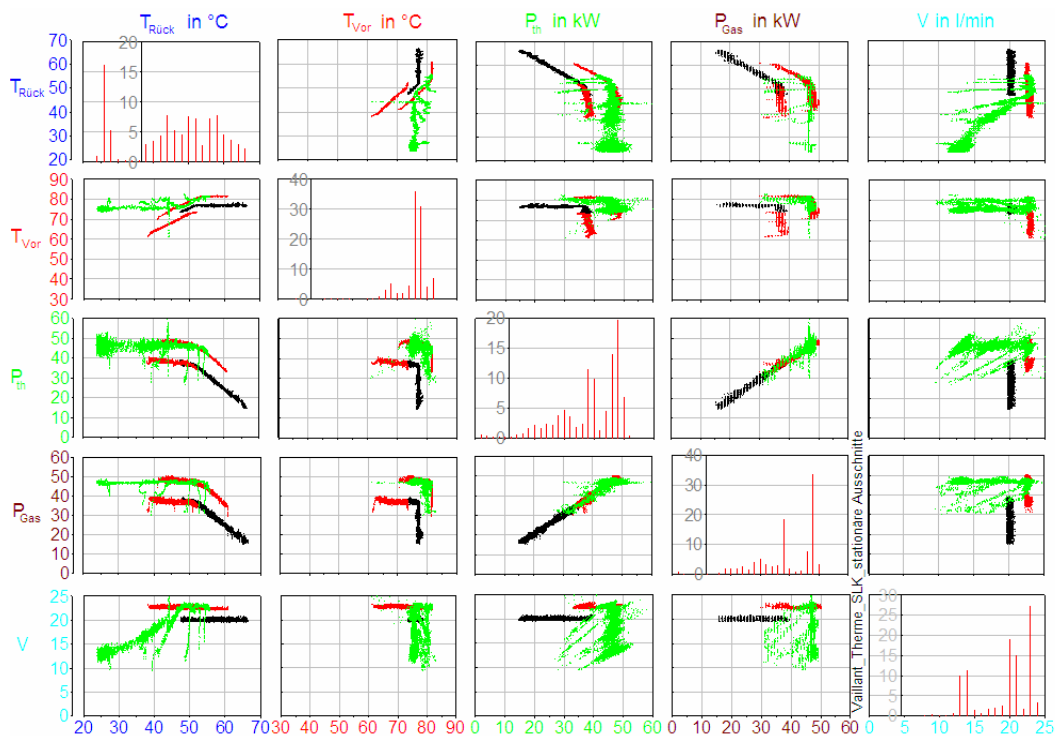 T_Rück in °C T_Vor in °C P_th in kW P_Gas in kW V in l/min
70 60 50 40 30 20
T_Rück
20 15 10 5 0
90 80 70 60 50 40 30
T_Vor
40 30 20 10 0
60 50 40 30 20 10 0
P_th
20 15 10 5 0
60 50 40 30 20 10 0
P_Gas
40 30 20 10 0
Vaillant_Therme_SLK_stationäre Ausschnitte
25 20 15 10 5 0
V
30 25 20 15 10 5 0
20 30 40 50 60 70
30 40 50 60 70 80 90
0 10 20 30 40 50 60
0 10 20 30 40 50 60
0 5 10 15 20 25